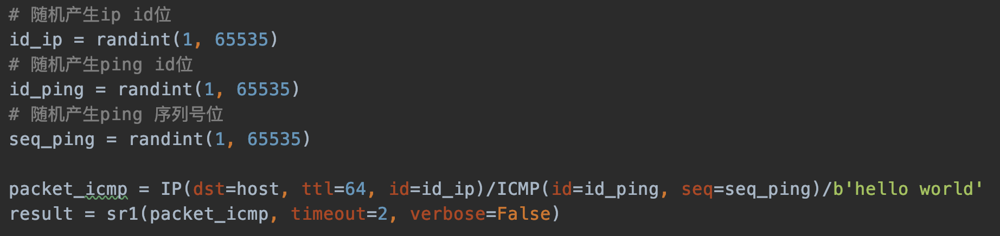 # 随机产生ip id位
id_ip = randint(1, 65535)
# 随机产生ping id位
id_ping = randint(1, 65535)
# 随机产生ping 序列号位
seq_ping = randint(1, 65535)
packet_icmp = IP(dst=host, ttl=64, id=id_ip)/ICMP(id=id_ping, seq=seq_ping)/b'hello world'
result = sr1(packet_icmp, timeout=2, verbose=False)